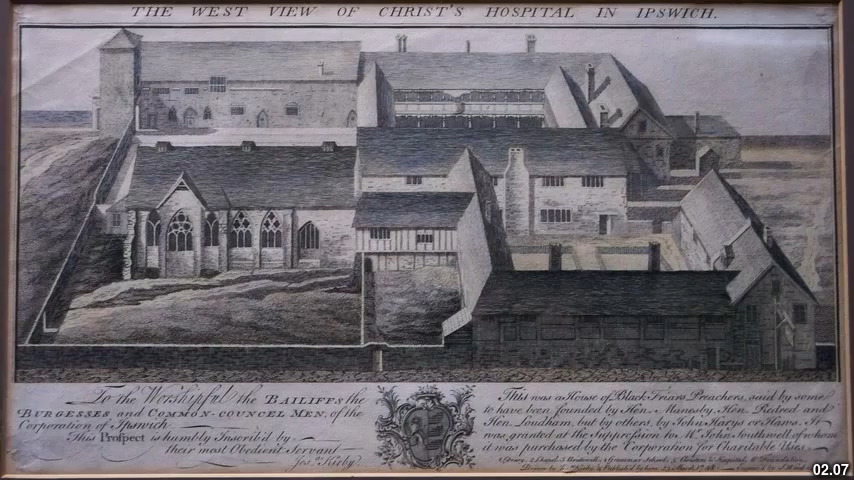 THE WEST VIEW OF CHRIST'S HOSPITAL IN IPSWICH.
To the Worshipful the BAILIFFS the
BURGESSES, and COMMON-COUNCEL MEN, of the
Corporation of Ipswich
This Prospect is humbly Inscrib'd by
their most Obedient Servant
Jos. Kirby.
THIS was a House of Black Friars Preachers, said by some
to have been founded by Hen. Manesby, Hen. Redred and
Hen. Loudham, but by others, by John Harys or Haws. It
was granted at the Suppression to Mr. John Southwell of whom
it was purchased by the Corporation for Charitable Uses.
02.07